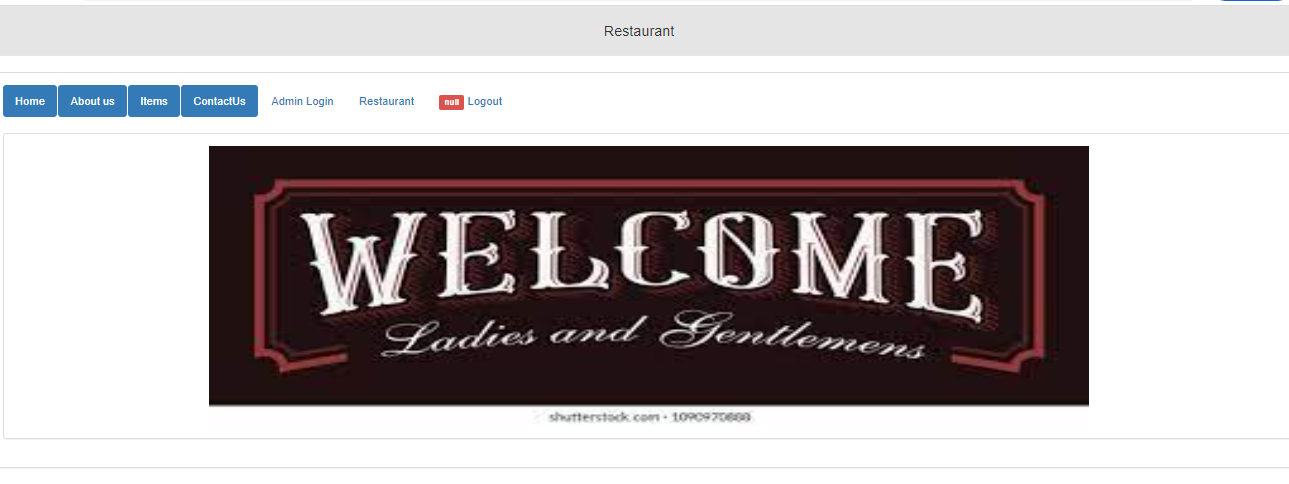 Restaurant
Home About us Items ContactUs Admin Login Restaurant null Logout
WELCOME
Ladies and Gentlemens
shutterstock.com · 1090970888